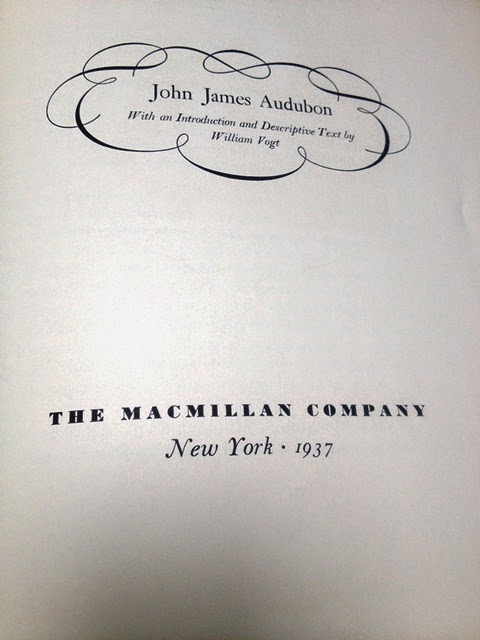 John James Audubon
With an Introduction and Descriptive Text by
William Vogt
THE MACMILLAN COMPANY
New York · 1937